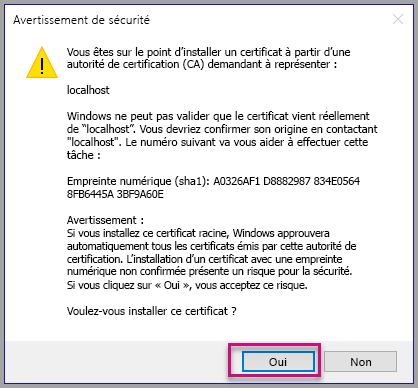 Avertissement de sécurité
Vous êtes sur le point d’installer un certificat à partir d’une
autorité de certification (CA) demandant à représenter :
localhost
Windows ne peut pas valider que le certificat vient réellement
de “localhost”. Vous devriez confirmer son origine en contactant
"localhost". Le numéro suivant va vous aider à effectuer cette
tâche :
Empreinte numérique (sha1): A0326AF1 D8882987 834E0564
8FB6445A 3BF9A60E
Avertissement :
Si vous installez ce certificat racine, Windows approuvera
automatiquement tous les certificats émis par cette autorité de
certification. L’installation d’un certificat avec une empreinte
numérique non confirmée présente un risque pour la sécurité.
Si vous cliquez sur « Oui », vous acceptez ce risque.
Voulez-vous installer ce certificat ?
Oui
Non